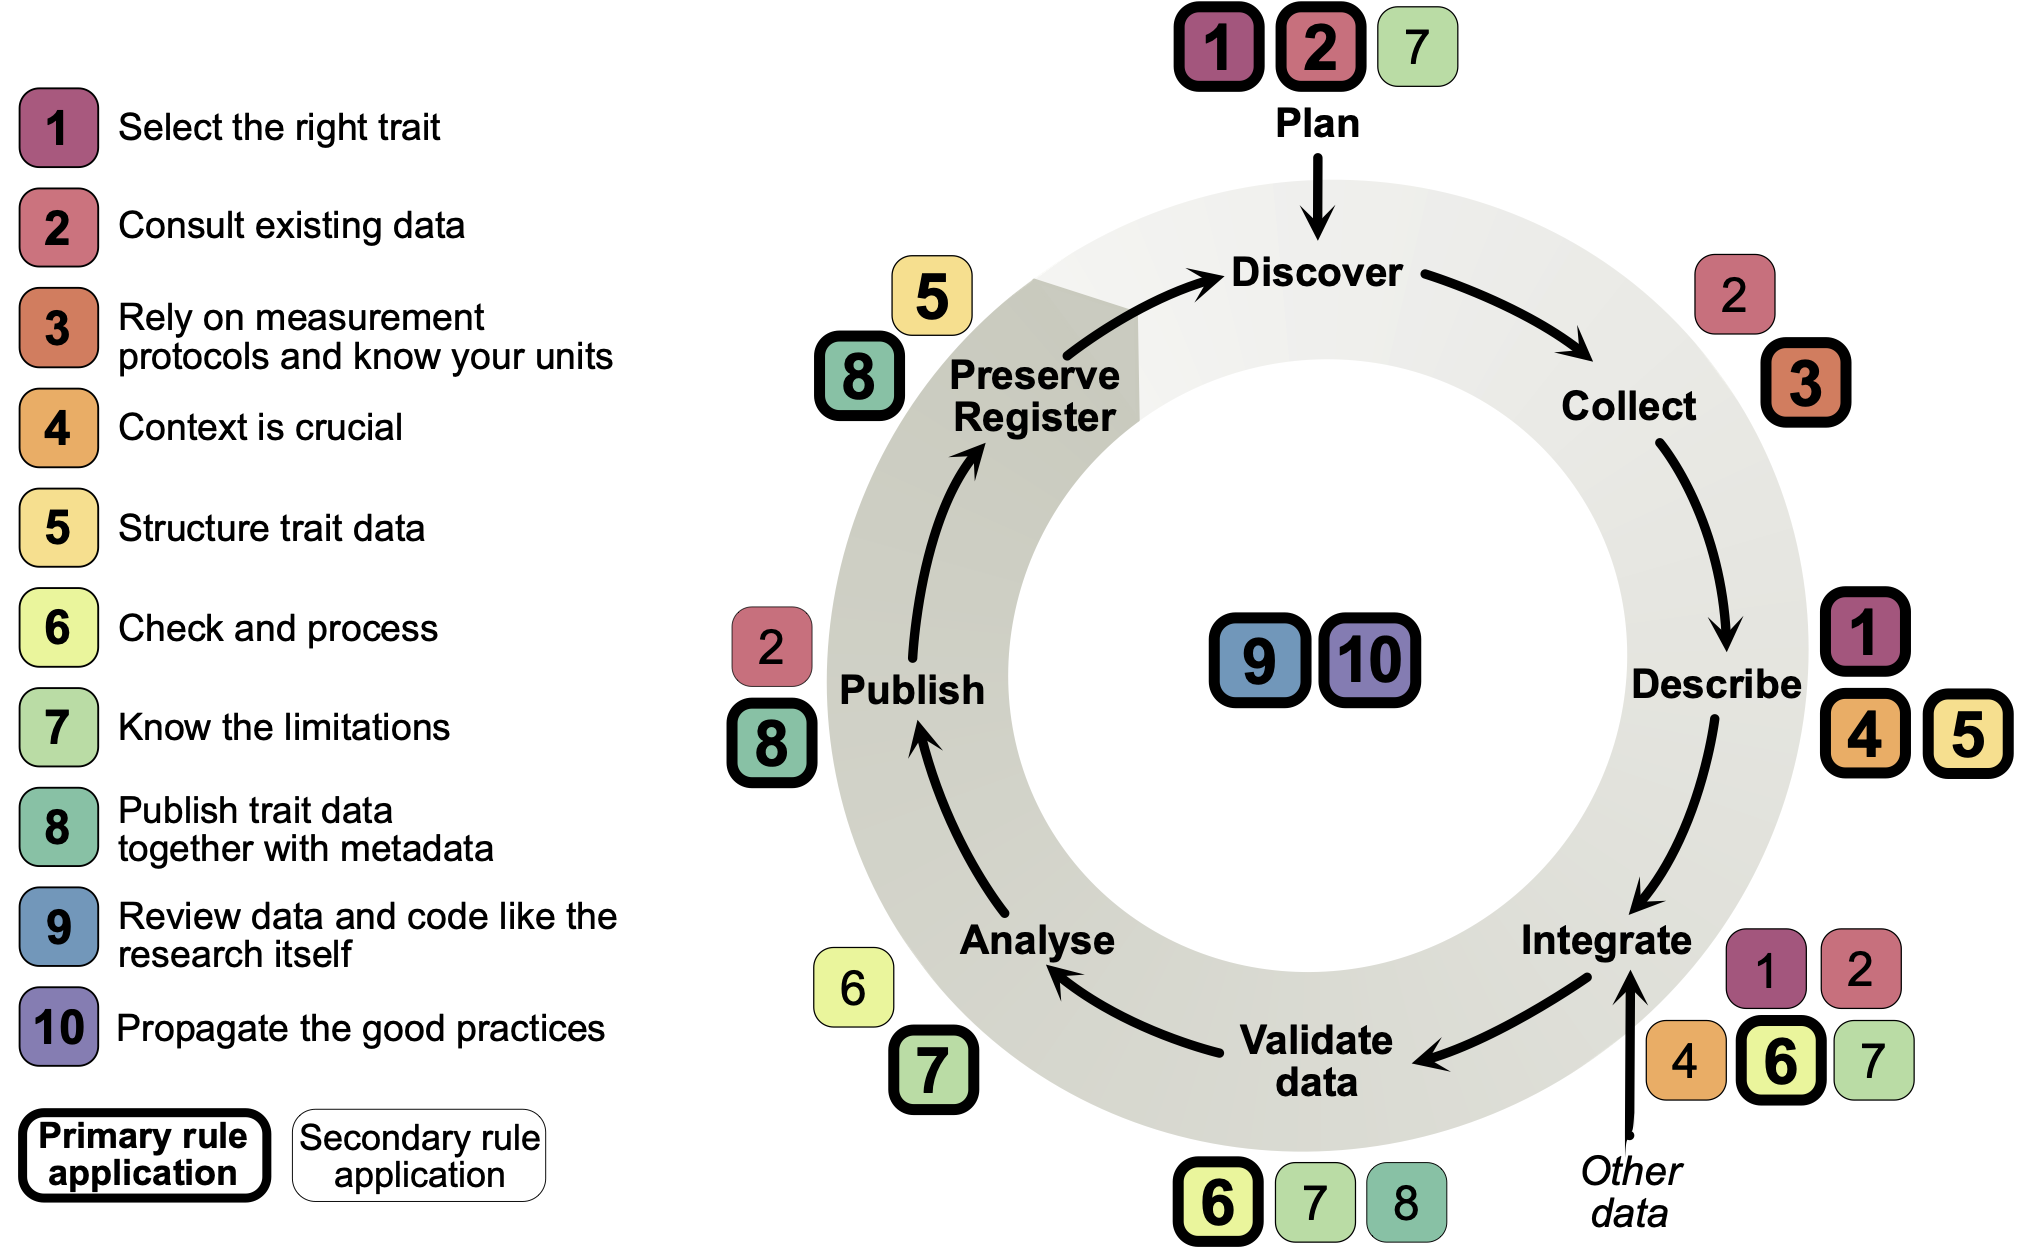 1 Select the right trait
2 Consult existing data
3 Rely on measurement
protocols and know your units
4 Context is crucial
5 Structure trait data
6 Check and process
7 Know the limitations
8 Publish trait data
together with metadata
9 Review data and code like the
research itself
10 Propagate the good practices
Primary rule
application
Secondary rule
application
1 2 7
Plan
Discover
2
3
Collect
1
4 5
Describe
Integrate
1 2
4 6 7
Other
data
Validate
data
6 7 8
Analyse
6
7
Publish
2
8
Preserve
Register
5
8
9 10